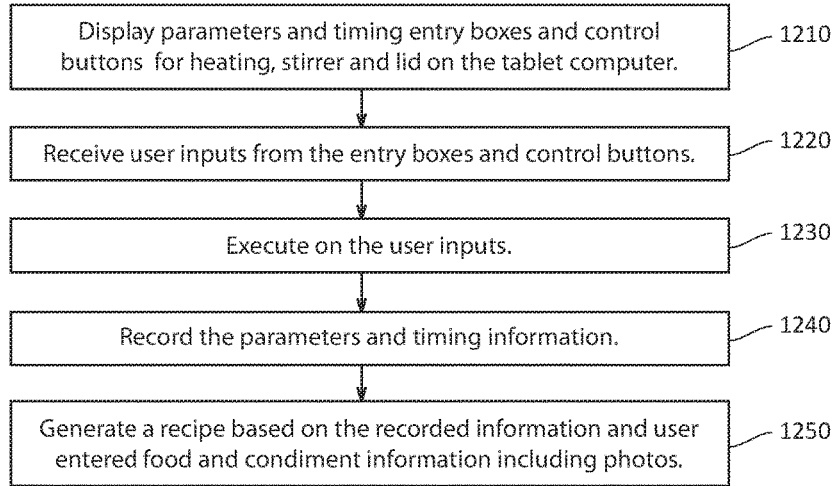 Display parameters and timing entry boxes and control
buttons for heating, stirrer and lid on the tablet computer.
1210
Receive user inputs from the entry boxes and control buttons.
1220
Execute on the user inputs.
1230
Record the parameters and timing information.
1240
Generate a recipe based on the recorded information and user
entered food and condiment information including photos.
1250